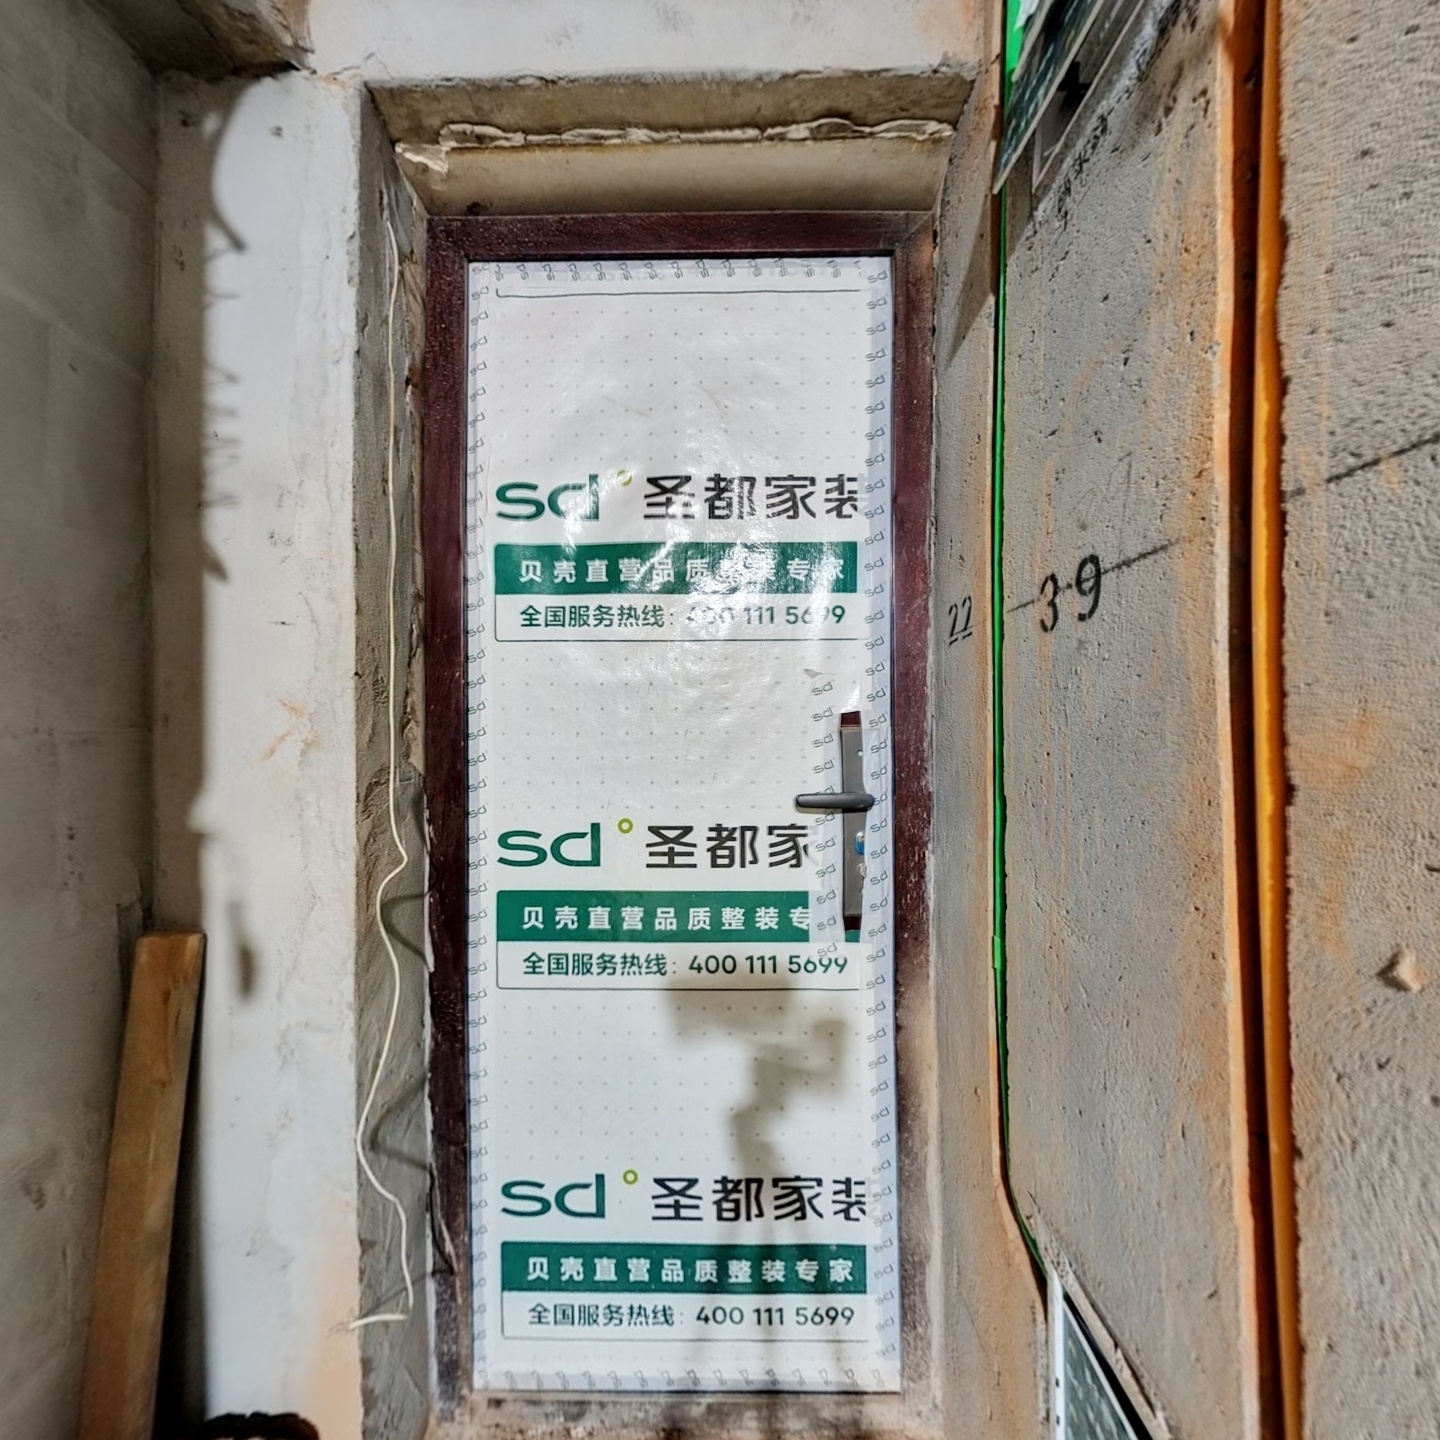 sd 圣都家装
贝壳直营品质整装专家
全国服务热线: 400 111 5699
22
39
sd 圣都家
贝壳直营品质整装专
全国服务热线: 400 111 5699
sd 圣都家装
贝壳直营品质整装专家
全国服务热线: 400 111 5699